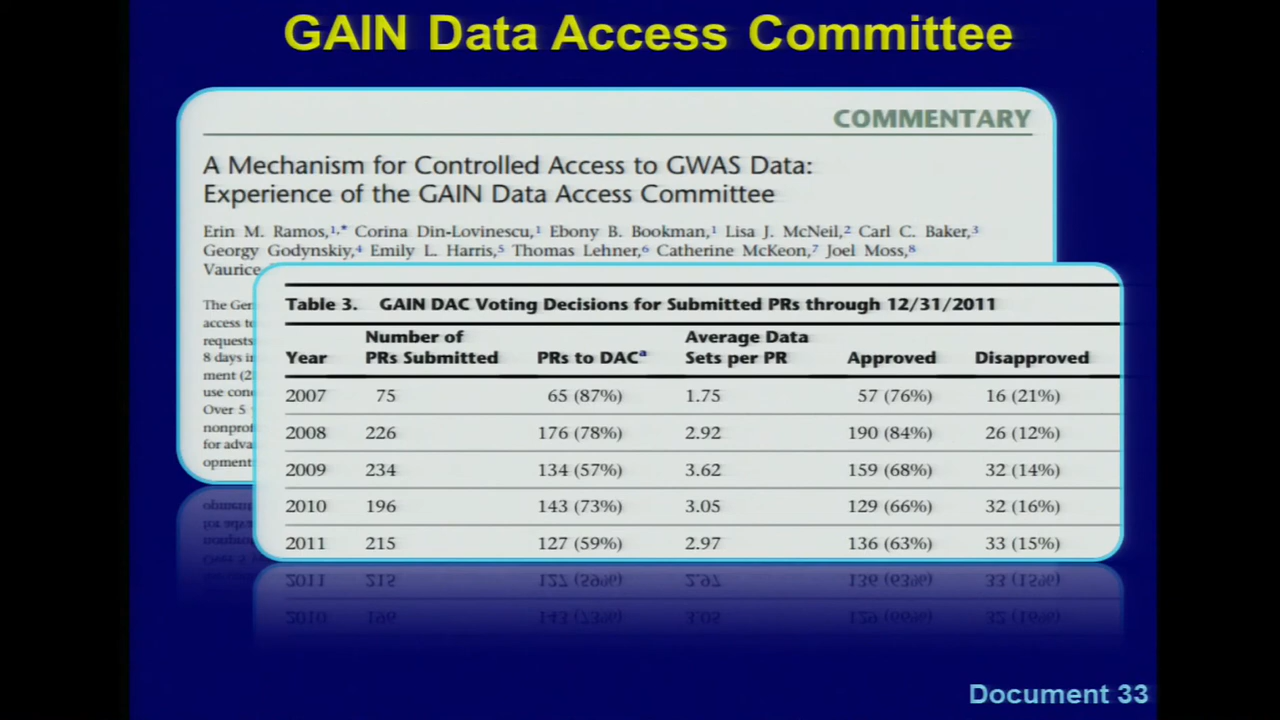 GAIN Data Access Committee
COMMENTARY
A Mechanism for Controlled Access to GWAS Data:
Experience of the GAIN Data Access Committee
Erin M. Ramos,1,* Corina Din-Lovinescu,1 Ebony B. Bookman,1 Lisa J. McNeil,2 Carl C. Baker,3
Georgy Godynskiy,4 Emily L. Harris,5 Thomas Lehner,6 Catherine McKeon,7 Joel Moss,8
Vaurice
The Gen
access to
requests
8 days in
ment (2
use con
Over 5
nonprof
for adva
opment
Table 3. GAIN DAC Voting Decisions for Submitted PRs through 12/31/2011
Year Number of PRs Submitted PRs to DACa Average Data Sets per PR Approved Disapproved
2007 75 65 (87%) 1.75 57 (76%) 16 (21%)
2008 226 176 (78%) 2.92 190 (84%) 26 (12%)
2009 234 134 (57%) 3.62 159 (68%) 32 (14%)
2010 196 143 (73%) 3.05 129 (66%) 32 (16%)
2011 215 127 (59%) 2.97 136 (63%) 33 (15%)
Document 33